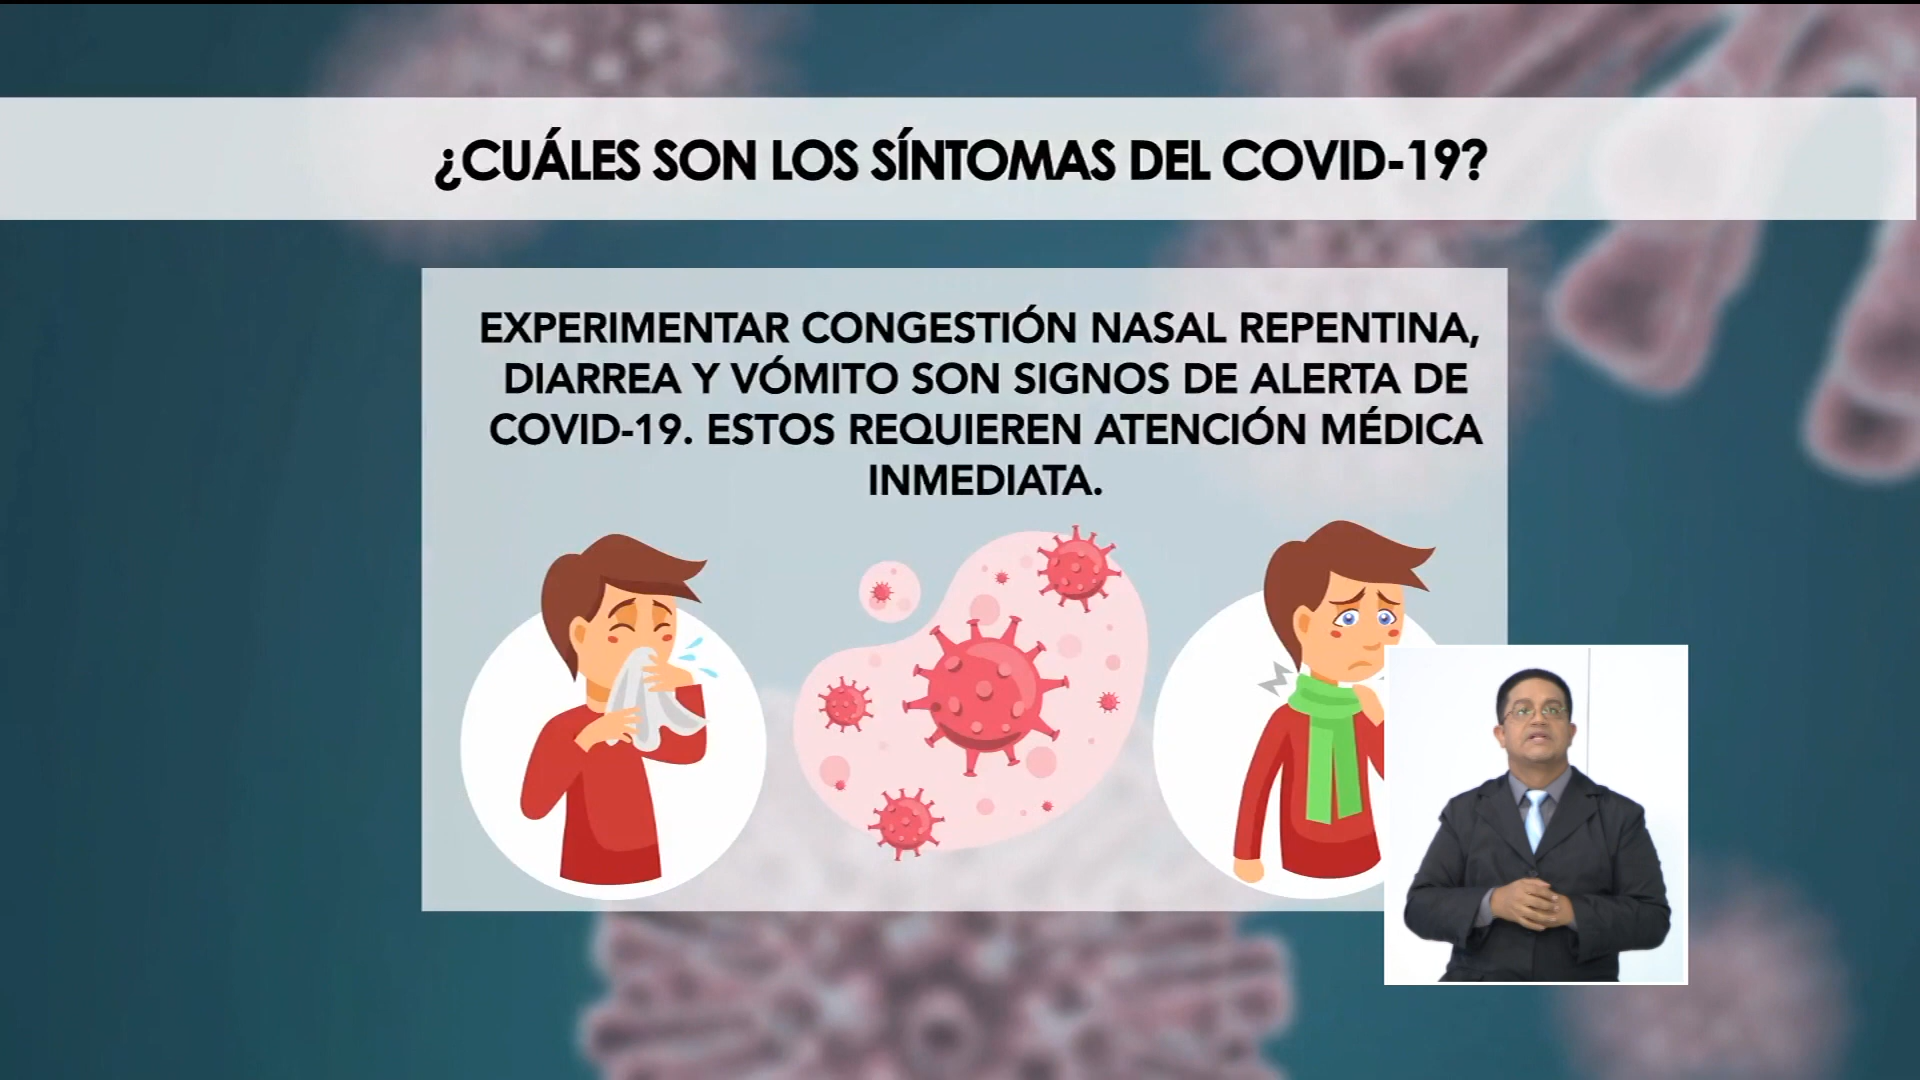 ¿CUÁLES SON LOS SÍNTOMAS DEL COVID-19?
EXPERIMENTAR CONGESTIÓN NASAL REPENTINA,
DIARREA Y VÓMITO SON SIGNOS DE ALERTA DE
COVID-19. ESTOS REQUIEREN ATENCIÓN MÉDICA
INMEDIATA.